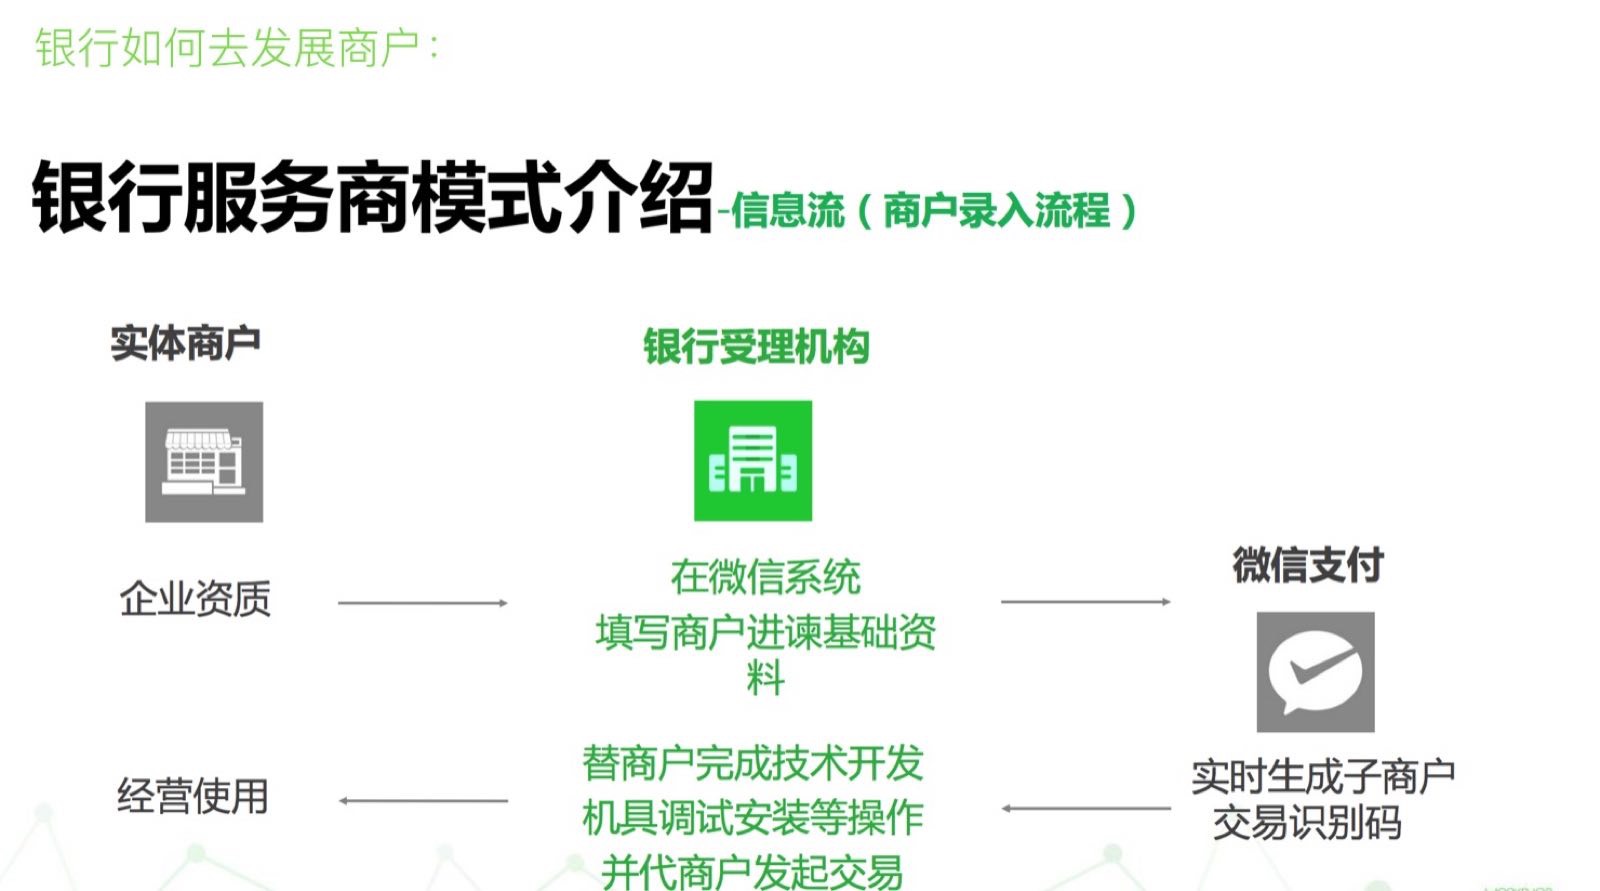 银行如何去发展商户：
银行服务商模式介绍-信息流（商户录入流程）
实体商户
银行受理机构
企业资质
在微信系统
填写商户进谏基础资
料
微信支付
实时生成子商户
交易识别码
替商户完成技术开发
机具调试安装等操作
并代商户发起交易
经营使用